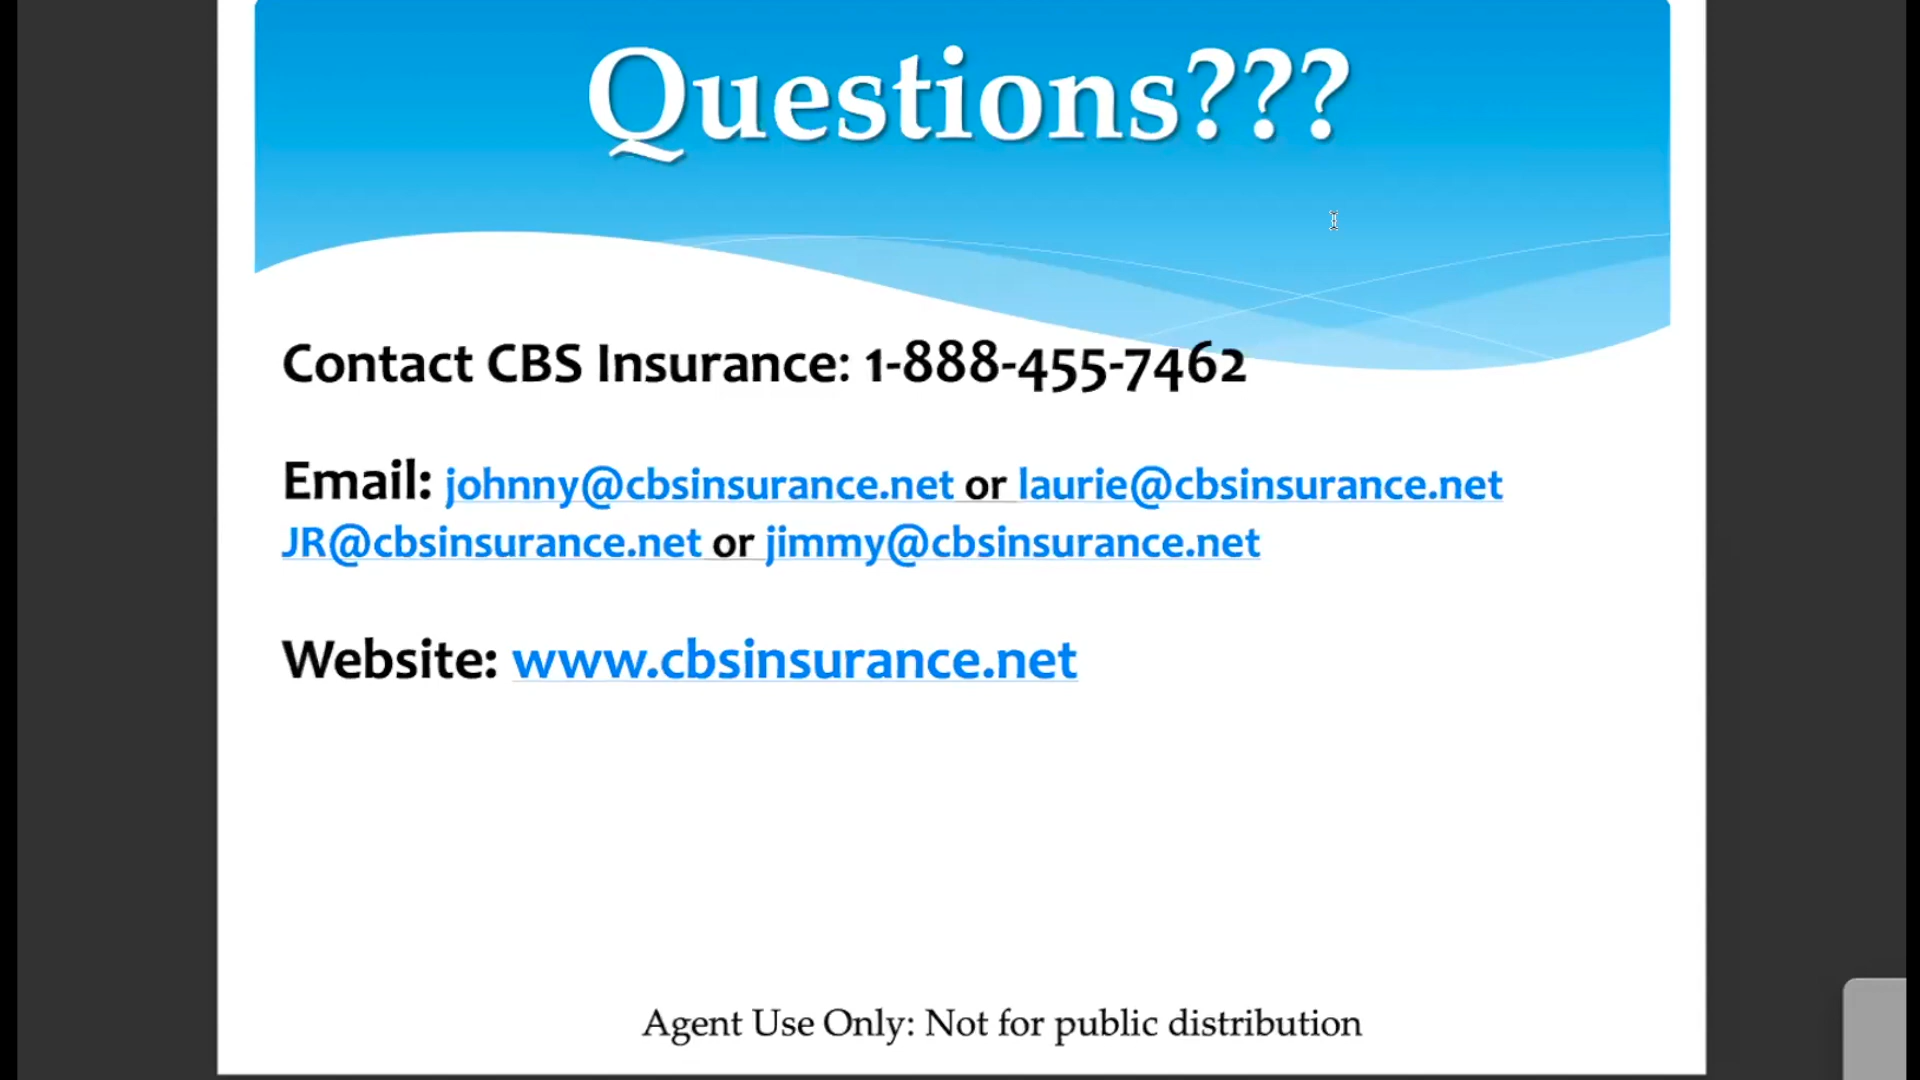 Questions???
Contact CBS Insurance: 1-888-455-7462
Email: johnny@cbsinsurance.net or laurie@cbsinsurance.net
JR@cbsinsurance.net or jimmy@cbsinsurance.net
Website: www.cbsinsurance.net
Agent Use Only: Not for public distribution